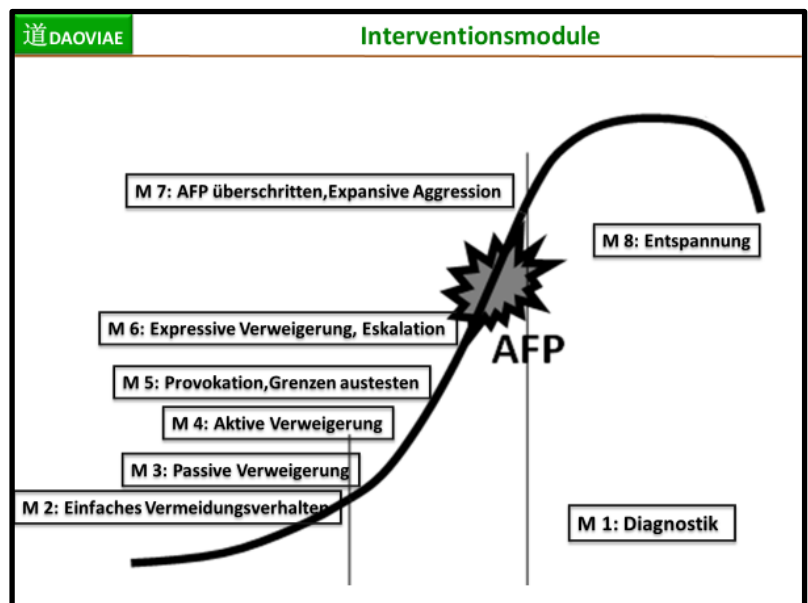 道DAOVIAE
Interventionsmodule
M 7: AFP überschritten,Expansive Aggression
M 8: Entspannung
M 6: Expressive Verweigerung, Eskalation
AFP
M 5: Provokation,Grenzen austesten
M 4: Aktive Verweigerung
M 3: Passive Verweigerung
M 2: Einfaches Vermeidungsverhalten
M 1: Diagnostik